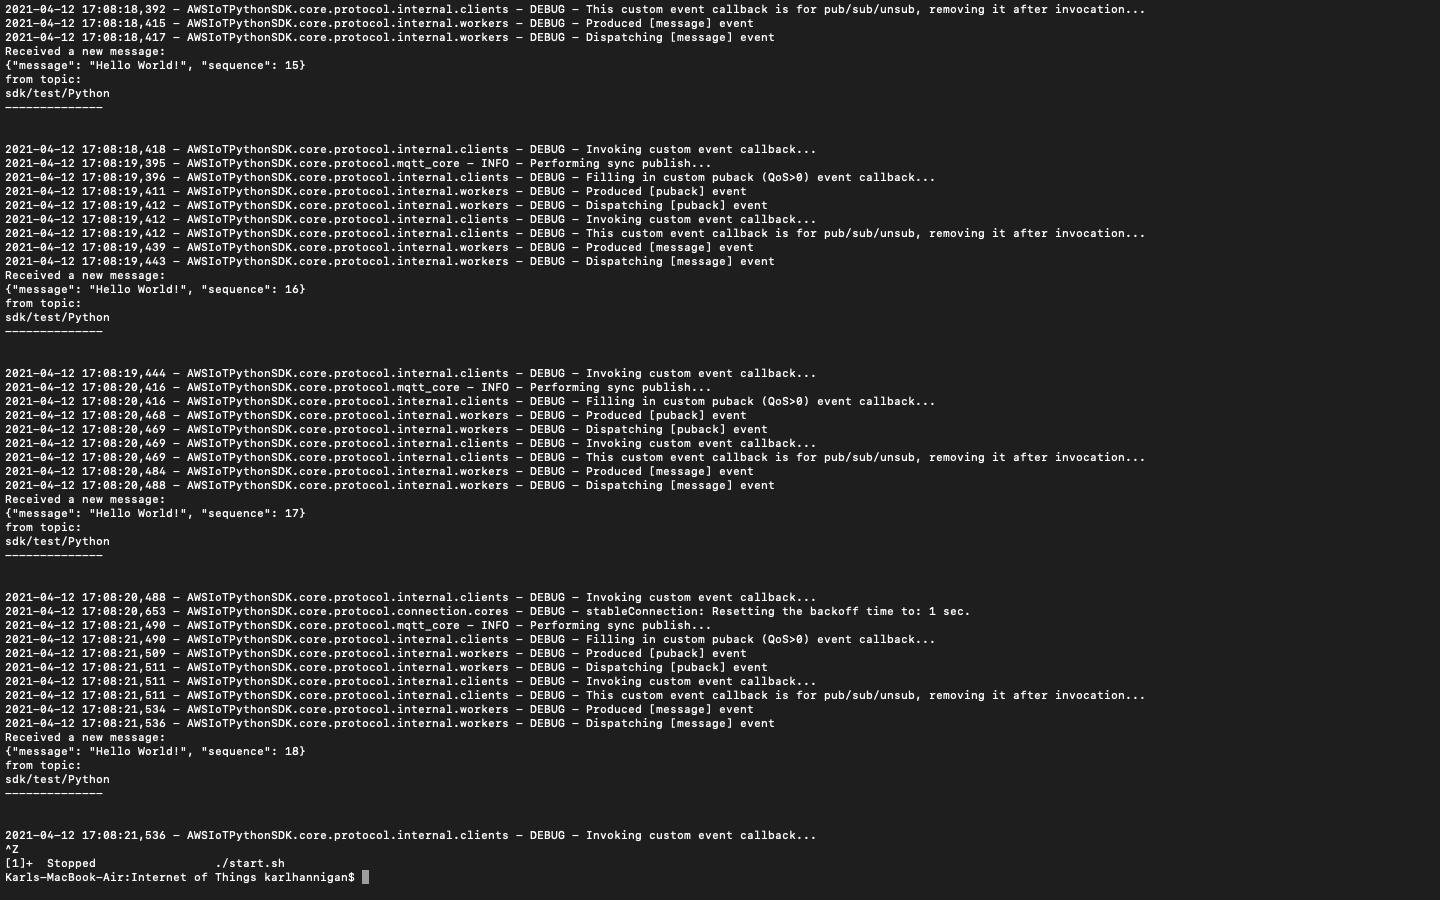 2021-04-12 17:08:18,392 - AWSIoTPythonSDK.core.protocol.internal.clients - DEBUG - This custom event callback is for pub/sub/unsub, removing it after invocation...
2021-04-12 17:08:18,415 - AWSIoTPythonSDK.core.protocol.internal.workers - DEBUG - Produced [message] event
2021-04-12 17:08:18,417 - AWSIoTPythonSDK.core.protocol.internal.workers - DEBUG - Dispatching [message] event
Received a new message:
{"message": "Hello World!", "sequence": 15}
from topic:
sdk/test/Python
--------------
2021-04-12 17:08:18,418 - AWSIoTPythonSDK.core.protocol.internal.clients - DEBUG - Invoking custom event callback...
2021-04-12 17:08:19,395 - AWSIoTPythonSDK.core.protocol.mqtt_core - INFO - Performing sync publish...
2021-04-12 17:08:19,396 - AWSIoTPythonSDK.core.protocol.internal.clients - DEBUG - Filling in custom puback (QoS>0) event callback...
2021-04-12 17:08:19,411 - AWSIoTPythonSDK.core.protocol.internal.workers - DEBUG - Produced [puback] event
2021-04-12 17:08:19,412 - AWSIoTPythonSDK.core.protocol.internal.workers - DEBUG - Dispatching [puback] event
2021-04-12 17:08:19,412 - AWSIoTPythonSDK.core.protocol.internal.clients - DEBUG - Invoking custom event callback...
2021-04-12 17:08:19,412 - AWSIoTPythonSDK.core.protocol.internal.clients - DEBUG - This custom event callback is for pub/sub/unsub, removing it after invocation...
2021-04-12 17:08:19,439 - AWSIoTPythonSDK.core.protocol.internal.workers - DEBUG - Produced [message] event
2021-04-12 17:08:19,443 - AWSIoTPythonSDK.core.protocol.internal.workers - DEBUG - Dispatching [message] event
Received a new message:
{"message": "Hello World!", "sequence": 16}
from topic:
sdk/test/Python
--------------
2021-04-12 17:08:19,444 - AWSIoTPythonSDK.core.protocol.internal.clients - DEBUG - Invoking custom event callback...
2021-04-12 17:08:20,416 - AWSIoTPythonSDK.core.protocol.mqtt_core - INFO - Performing sync publish...
2021-04-12 17:08:20,416 - AWSIoTPythonSDK.core.protocol.internal.clients - DEBUG - Filling in custom puback (QoS>0) event callback...
2021-04-12 17:08:20,468 - AWSIoTPythonSDK.core.protocol.internal.workers - DEBUG - Produced [puback] event
2021-04-12 17:08:20,469 - AWSIoTPythonSDK.core.protocol.internal.workers - DEBUG - Dispatching [puback] event
2021-04-12 17:08:20,469 - AWSIoTPythonSDK.core.protocol.internal.clients - DEBUG - Invoking custom event callback...
2021-04-12 17:08:20,469 - AWSIoTPythonSDK.core.protocol.internal.clients - DEBUG - This custom event callback is for pub/sub/unsub, removing it after invocation...
2021-04-12 17:08:20,484 - AWSIoTPythonSDK.core.protocol.internal.workers - DEBUG - Produced [message] event
2021-04-12 17:08:20,488 - AWSIoTPythonSDK.core.protocol.internal.workers - DEBUG - Dispatching [message] event
Received a new message:
{"message": "Hello World!", "sequence": 17}
from topic:
sdk/test/Python
--------------
2021-04-12 17:08:20,488 - AWSIoTPythonSDK.core.protocol.internal.clients - DEBUG - Invoking custom event callback...
2021-04-12 17:08:20,653 - AWSIoTPythonSDK.core.protocol.connection.cores - DEBUG - stableConnection: Resetting the backoff time to: 1 sec.
2021-04-12 17:08:21,490 - AWSIoTPythonSDK.core.protocol.mqtt_core - INFO - Performing sync publish...
2021-04-12 17:08:21,490 - AWSIoTPythonSDK.core.protocol.internal.clients - DEBUG - Filling in custom puback (QoS>0) event callback...
2021-04-12 17:08:21,509 - AWSIoTPythonSDK.core.protocol.internal.workers - DEBUG - Produced [puback] event
2021-04-12 17:08:21,511 - AWSIoTPythonSDK.core.protocol.internal.workers - DEBUG - Dispatching [puback] event
2021-04-12 17:08:21,511 - AWSIoTPythonSDK.core.protocol.internal.clients - DEBUG - Invoking custom event callback...
2021-04-12 17:08:21,511 - AWSIoTPythonSDK.core.protocol.internal.clients - DEBUG - This custom event callback is for pub/sub/unsub, removing it after invocation...
2021-04-12 17:08:21,534 - AWSIoTPythonSDK.core.protocol.internal.workers - DEBUG - Produced [message] event
2021-04-12 17:08:21,536 - AWSIoTPythonSDK.core.protocol.internal.workers - DEBUG - Dispatching [message] event
Received a new message:
{"message": "Hello World!", "sequence": 18}
from topic:
sdk/test/Python
--------------
2021-04-12 17:08:21,536 - AWSIoTPythonSDK.core.protocol.internal.clients - DEBUG - Invoking custom event callback...
^Z
[1]+  Stopped                 ./start.sh
Karls-MacBook-Air:Internet of Things karlhannigan$